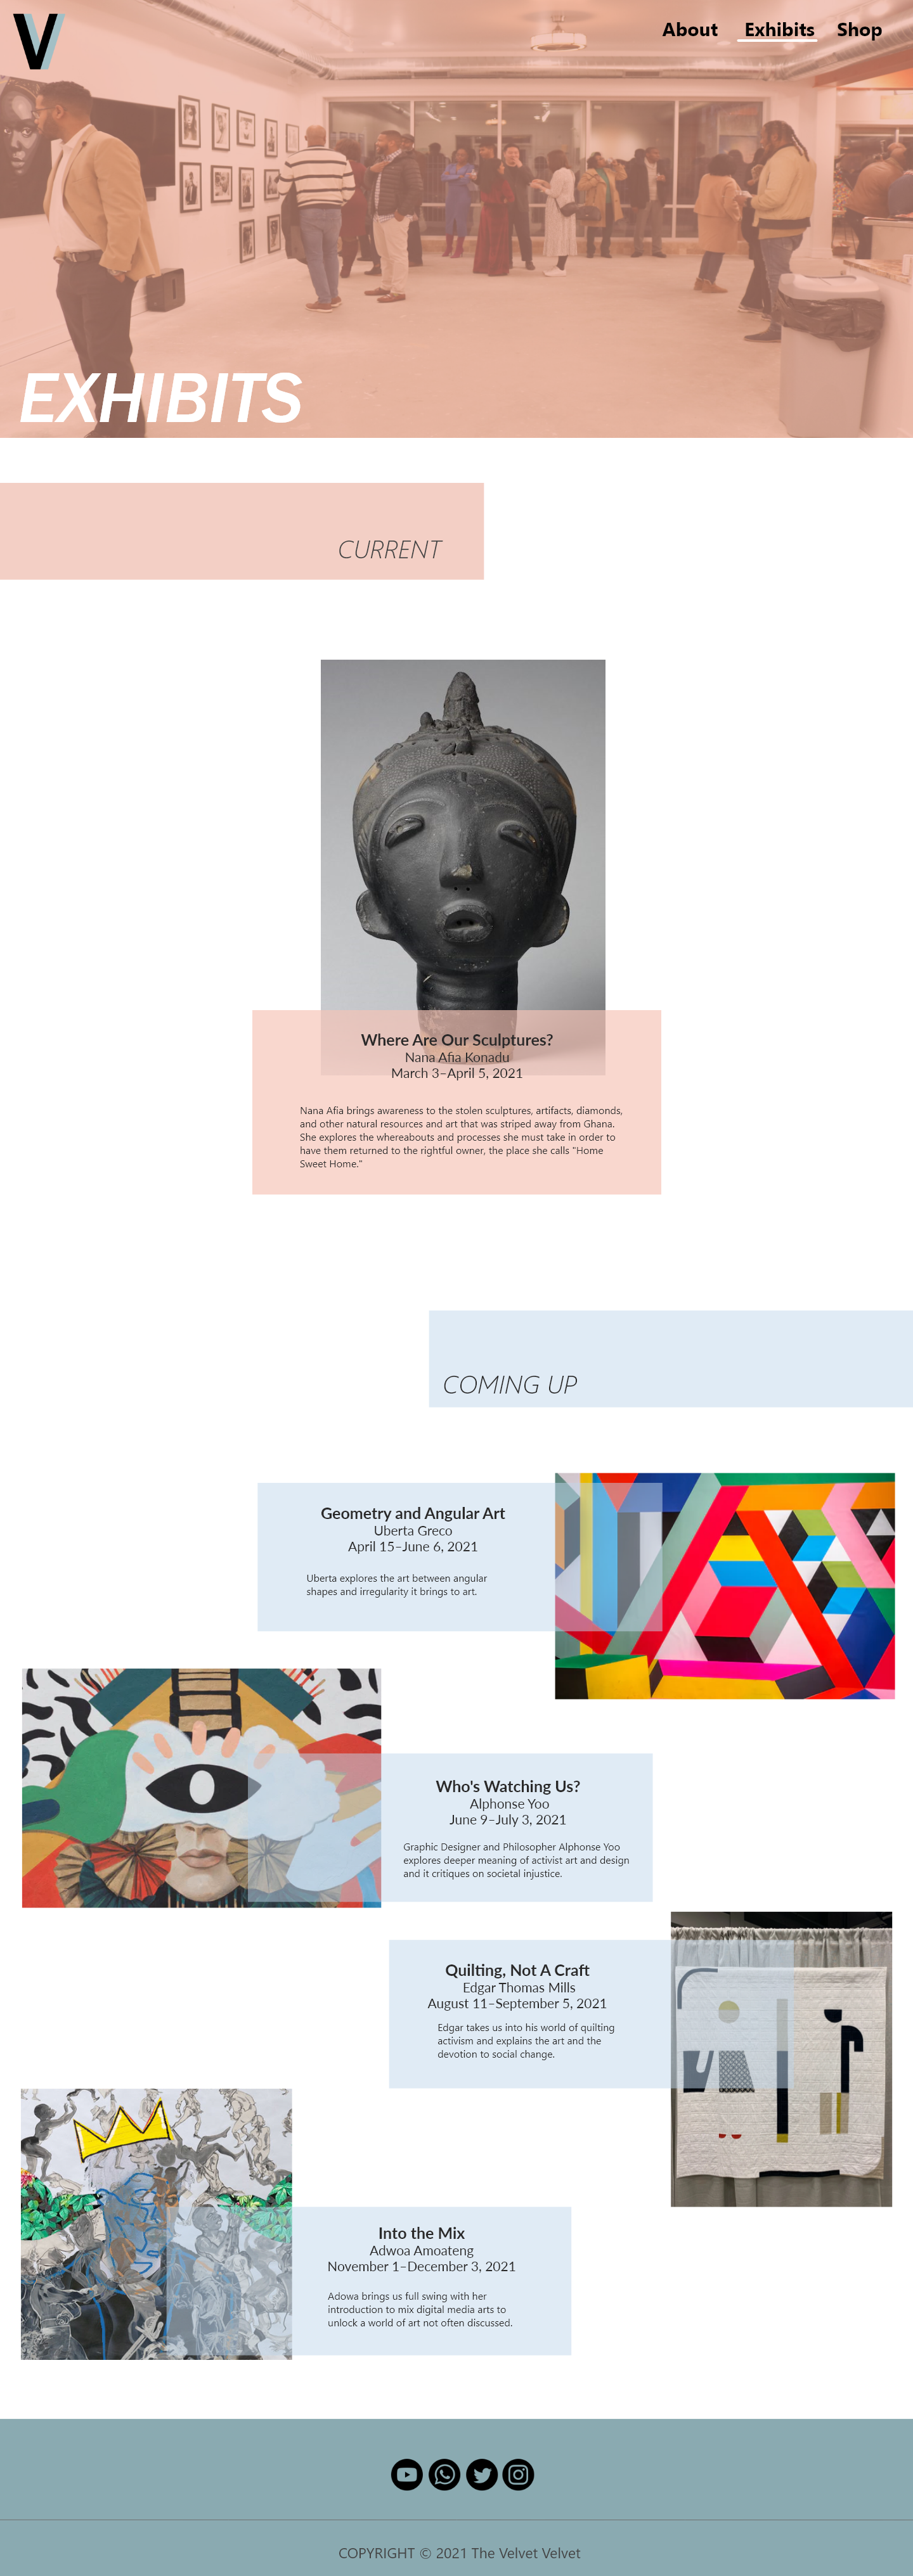 V
About Exhibits Shop
EXHIBITS
CURRENT
Where Are Our Sculptures?
Nana Afia Konadu
March 3–April 5, 2021
Nana Afia brings awareness to the stolen sculptures, artifacts, diamonds,
and other natural resources and art that was striped away from Ghana.
She explores the whereabouts and processes she must take in order to
have them returned to the rightful owner, the place she calls "Home
Sweet Home."
COMING UP
Geometry and Angular Art
Uberta Greco
April 15–June 6, 2021
Uberta explores the art between angular
shapes and irregularity it brings to art.
Who's Watching Us?
Alphonse Yoo
June 9–July 3, 2021
Graphic Designer and Philosopher Alphonse Yoo
explores deeper meaning of activist art and design
and it critiques on societal injustice.
Quilting, Not A Craft
Edgar Thomas Mills
August 11–September 5, 2021
Edgar takes us into his world of quilting
activism and explains the art and the
devotion to social change.
Into the Mix
Adwoa Amoateng
November 1–December 3, 2021
Adowa brings us full swing with her
introduction to mix digital media arts to
unlock a world of art not often discussed.
COPYRIGHT © 2021 The Velvet Velvet